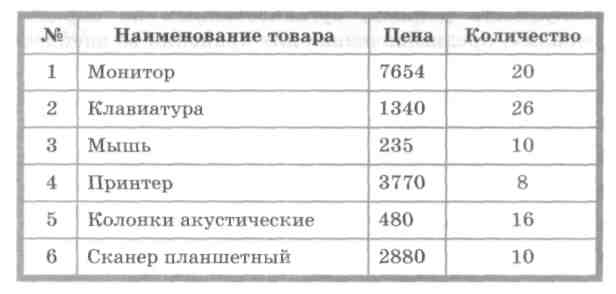 № Наименование товара Цена Количество
1 Монитор 7654 20
2 Клавиатура 1340 26
3 Мышь 235 10
4 Принтер 3770 8
5 Колонки акустические 480 16
6 Сканер планшетный 2880 10